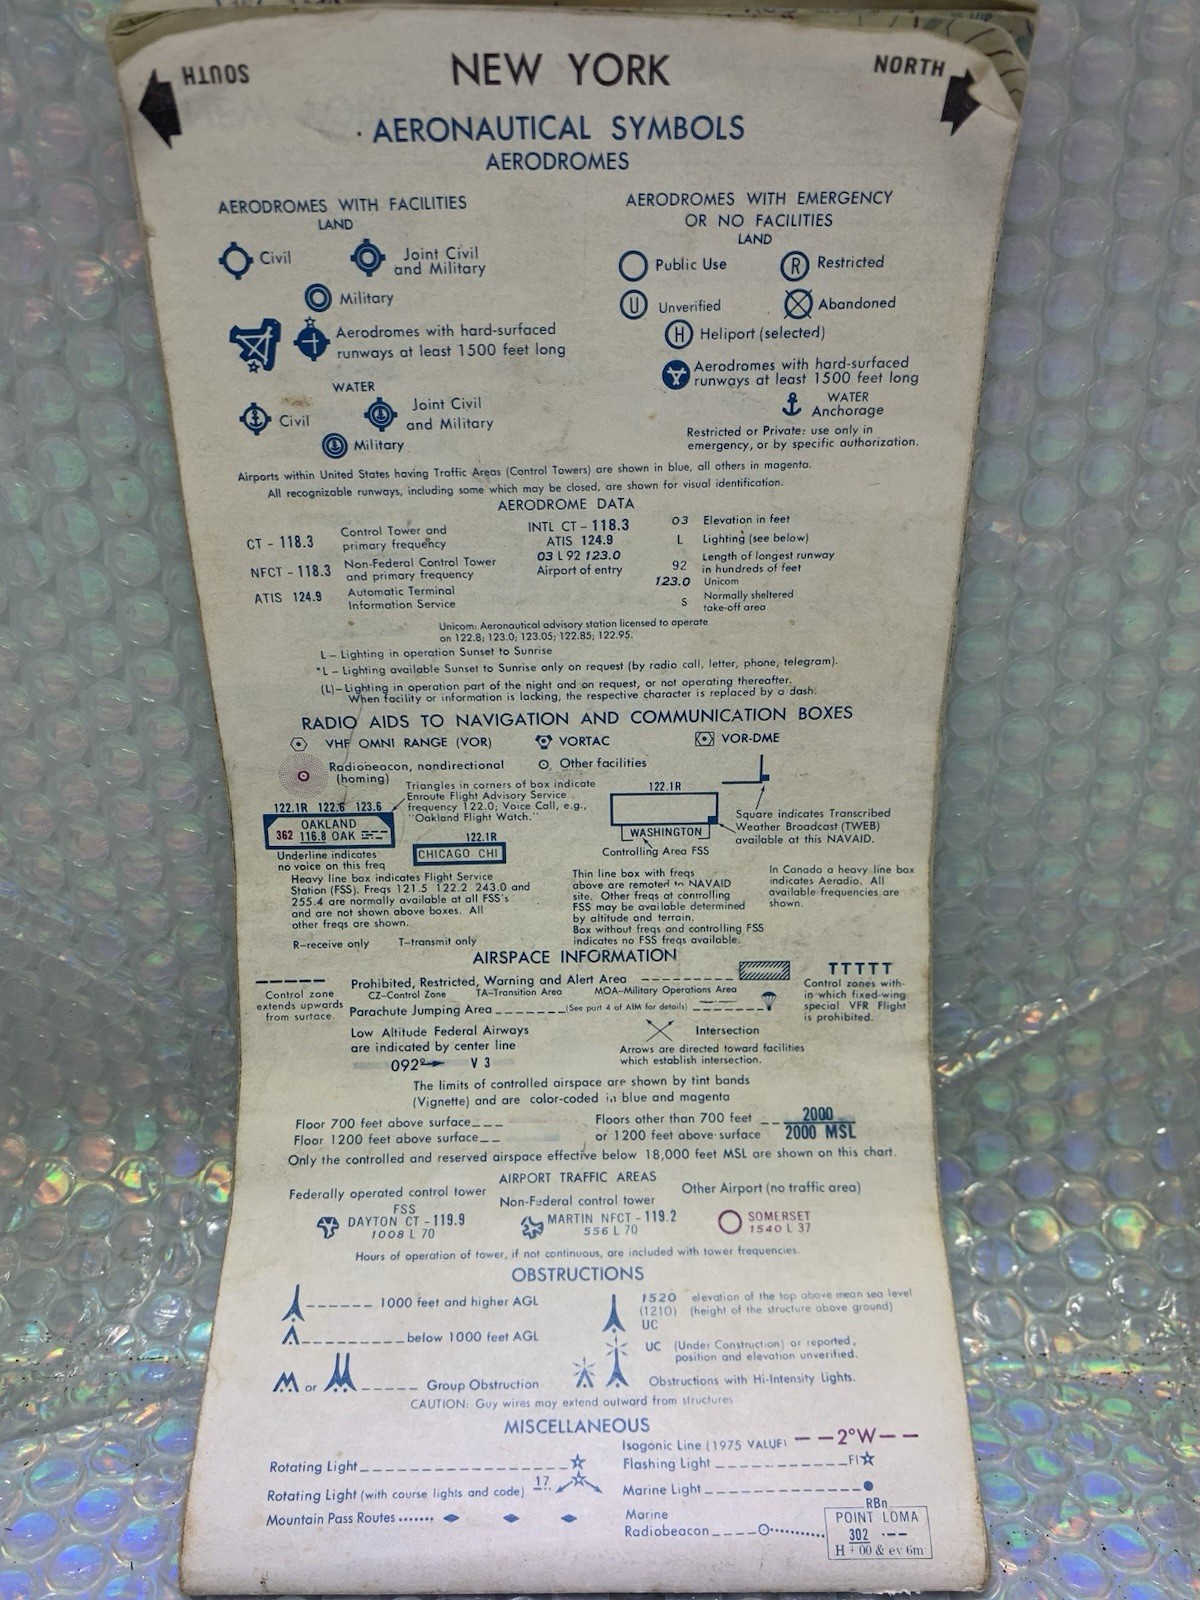 SOUTH
NEW YORK
NORTH
AERONAUTICAL SYMBOLS
AERODROMES
AERODROMES WITH FACILITIES
LAND
Civil
Joint Civil
and Military
Military
Aerodromes with hard-surfaced
runways at least 1500 feet long
WATER
Civil
Joint Civil
and Military
Military
AERODROMES WITH EMERGENCY
OR NO FACILITIES
LAND
Public Use
R Restricted
U Unverified
Abandoned
H Heliport (selected)
Aerodromes with hard-surfaced
runways at least 1500 feet long
WATER
Anchorage
Restricted or Private: use only in
emergency, or by specific authorization.
Airports within United States having Traffic Areas (Control Towers) are shown in blue, all others in magenta.
All recognizable runways, including some which may be closed, are shown for visual identification.
AERODROME DATA
CT - 118.3 Control Tower and
primary frequency
NFCT - 118.3 Non-Federal Control Tower
and primary frequency
ATIS 124.9 Automatic Terminal
Information Service
INTL CT - 118.3
ATIS 124.9
03 L 92 123.0
Airport of entry
03 Elevation in feet
L Lighting (see below)
92 Length of longest runway
in hundreds of feet
123.0 Unicom
S Normally sheltered
take-off area
Unicom: Aeronautical advisory station licensed to operate
on 122.8; 123.0; 123.05; 122.85; 122.95.
L - Lighting in operation Sunset to Sunrise
*L - Lighting available Sunset to Sunrise only on request (by radio call, letter, phone, telegram).
(L)- Lighting in operation part of the night and on request, or not operating thereafter.
When facility or information is lacking, the respective character is replaced by a dash.
RADIO AIDS TO NAVIGATION AND COMMUNICATION BOXES
VHF OMNI RANGE (VOR)
VORTAC
VOR-DME
Radiobeacon, nondirectional
(homing)
Other facilities
Triangles in corners of box indicate
Enroute Flight Advisory Service
frequency 122.0; Voice Call, e.g.,
"Oakland Flight Watch."
122.1R 122.6 123.6
OAKLAND
362 116.8 OAK
Underline indicates
no voice on this freq
122.1R
CHICAGO CHI
122.1R
WASHINGTON
Controlling Area FSS
Square indicates Transcribed
Weather Broadcast (TWEB)
available at this NAVAID.
Heavy line box indicates Flight Service
Station (FSS). Freqs 121.5 122.2 243.0 and
255.4 are normally available at all FSS's
and are not shown above boxes. All
other freqs are shown.
R-receive only T-transmit only
Thin line box with freqs
above are remoted to NAVAID
site. Other freqs at controlling
FSS may be available determined
by altitude and terrain.
Box without freqs and controlling FSS
indicates no FSS freqs available.
In Canada a heavy line box
indicates Aeradio. All
available frequencies are
shown.
AIRSPACE INFORMATION
Control zone
extends upwards
from surface.
Prohibited, Restricted, Warning and Alert Area
CZ-Control Zone TA-Transition Area MOA-Military Operations Area
Parachute Jumping Area (See part 4 of AIM for details)
TTTTT
Control zones with-
in which fixed-wing
special VFR Flight
is prohibited.
Low Altitude Federal Airways
are indicated by center line
092° V 3
Intersection
Arrows are directed toward facilities
which establish intersection.
The limits of controlled airspace are shown by tint bands
(Vignette) and are color-coded in blue and magenta
Floor 700 feet above surface
Floor 1200 feet above surface
Floors other than 700 feet
or 1200 feet above surface
2000
2000 MSL
Only the controlled and reserved airspace effective below 18,000 feet MSL are shown on this chart.
AIRPORT TRAFFIC AREAS
Federally operated control tower
FSS
DAYTON CT - 119.9
1008 L 70
Non-Federal control tower
MARTIN NFCT - 119.2
556 L 70
Other Airport (no traffic area)
SOMERSET
1540 L 37
Hours of operation of tower, if not continuous, are included with tower frequencies.
OBSTRUCTIONS
1000 feet and higher AGL
below 1000 feet AGL
or Group Obstruction
1520 elevation of the top above mean sea level
(1210) (height of the structure above ground)
UC
UC (Under Construction) or reported,
position and elevation unverified.
Obstructions with Hi-Intensity Lights.
CAUTION: Guy wires may extend outward from structures
MISCELLANEOUS
Isogonic Line (1975 VALUE) 2°W
Rotating Light
Flashing Light Fl
Rotating Light (with course lights and code) 17
Marine Light
Mountain Pass Routes
Marine
Radiobeacon
RBn
POINT LOMA
302
H + 00 & ev 6m